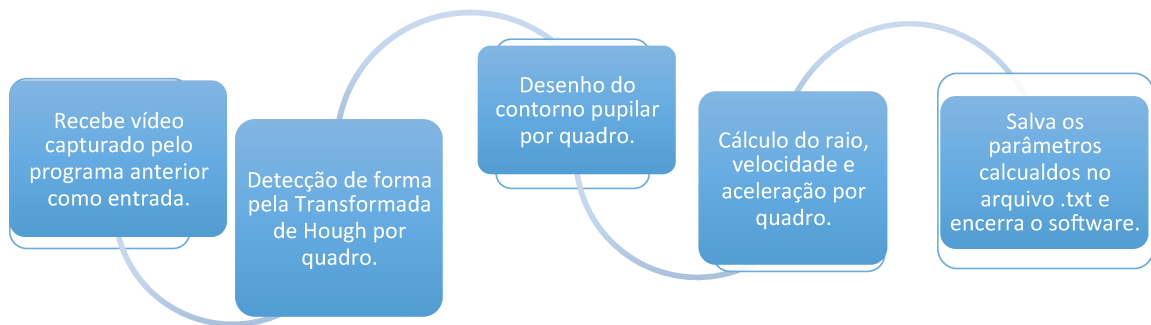 Recebe vídeo
capturado pelo
programa anterior
como entrada.
Detecção de forma
pela Transformada
de Hough por
quadro.
Desenho do
contorno pupilar
por quadro.
Cálculo do raio,
velocidade e
aceleração por
quadro.
Salva os
parâmetros
calcualdos no
arquivo .txt e
encerra o software.